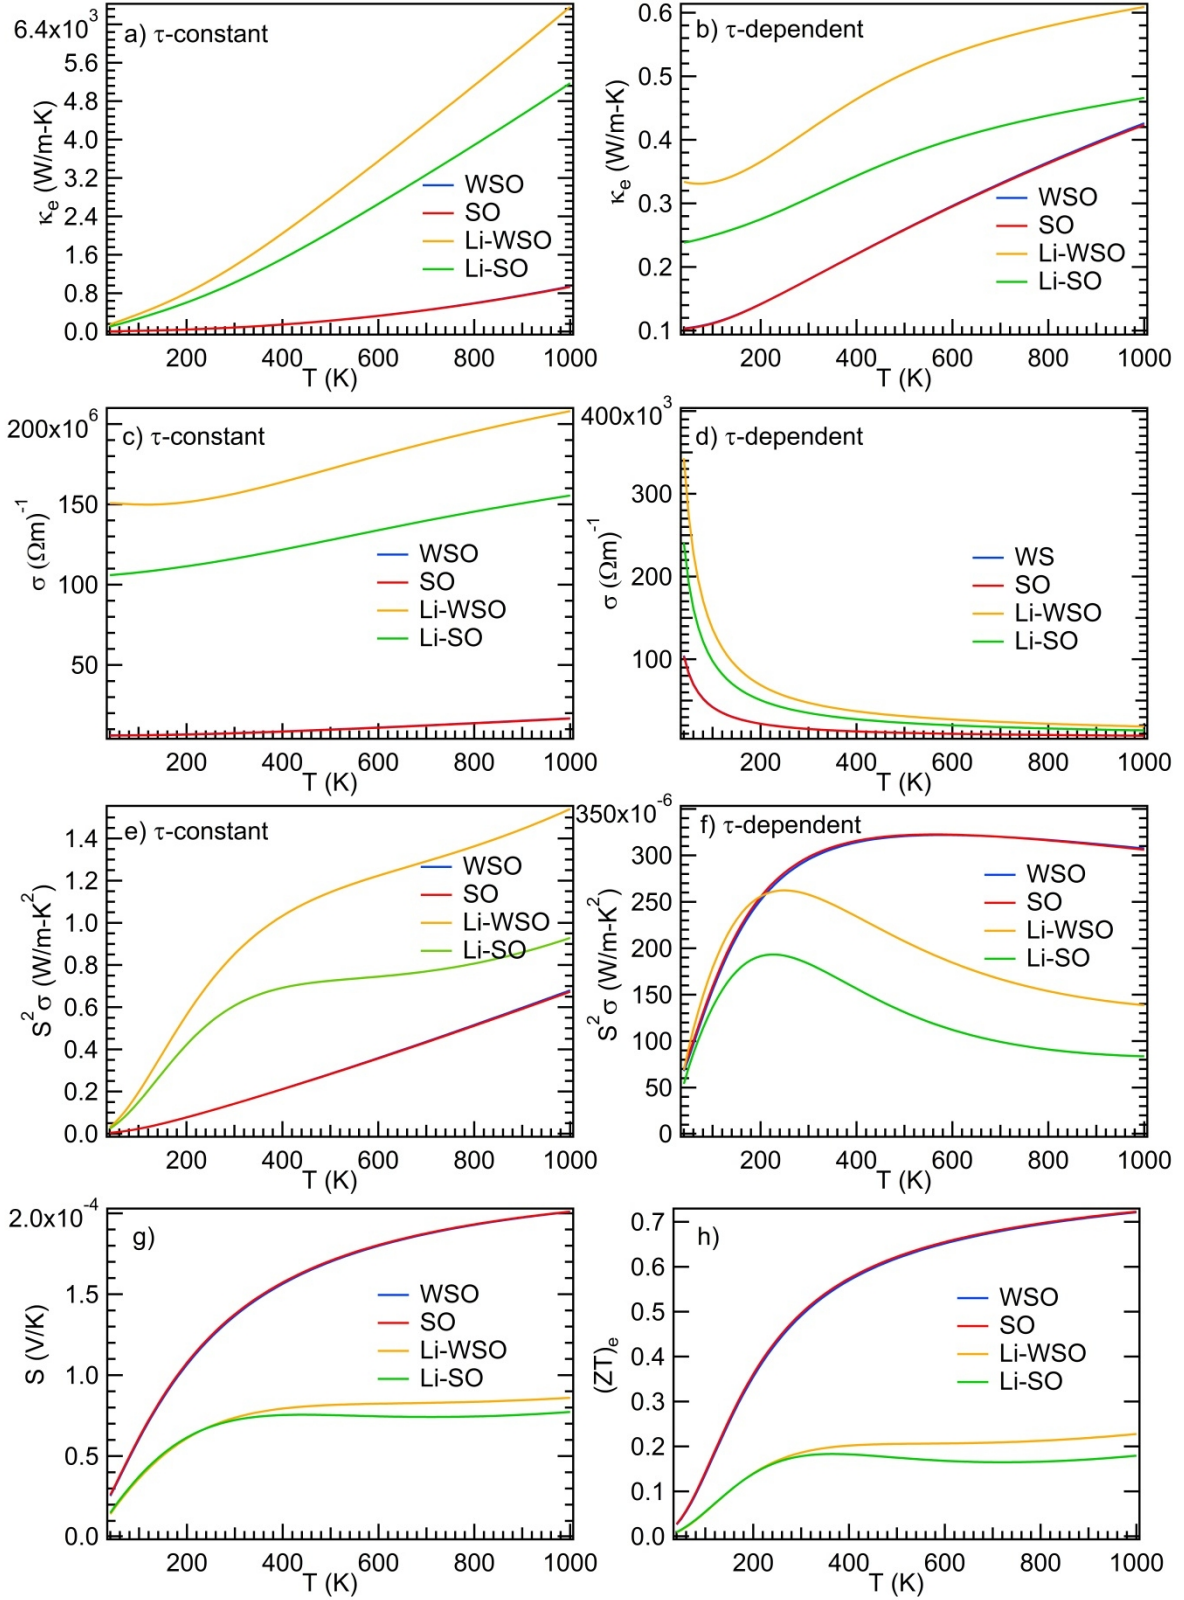 a) τ-constant
6.4x10³
5.6
4.8
4.0
3.2
2.4
1.6
0.8
0.0
κe (W/m-K)
WSO
SO
Li-WSO
Li-SO
200 400 600 800 1000
T (K)
b) τ-dependent
0.6
0.5
0.4
0.3
0.2
0.1
κe (W/m-K)
WSO
SO
Li-WSO
Li-SO
200 400 600 800 1000
T (K)
c) τ-constant
200x10⁶
150
100
50
σ (Ωm)⁻¹
WSO
SO
Li-WSO
Li-SO
200 400 600 800 1000
T (K)
d) τ-dependent
400x10³
300
200
100
σ (Ωm)⁻¹
WS
SO
Li-WSO
Li-SO
200 400 600 800 1000
T (K)
e) τ-constant
1.4
1.2
1.0
0.8
0.6
0.4
0.2
0.0
S²σ (W/m-K²)
WSO
SO
Li-WSO
Li-SO
200 400 600 800 1000
T (K)
f) τ-dependent
350x10⁻⁶
300
250
200
150
100
50
0
S²σ (W/m-K²)
WSO
SO
Li-WSO
Li-SO
200 400 600 800 1000
T (K)
g)
2.0x10⁻⁴
1.5
1.0
0.5
0.0
S (V/K)
WSO
SO
Li-WSO
Li-SO
200 400 600 800 1000
T (K)
h)
0.7
0.6
0.5
0.4
0.3
0.2
0.1
0.0
(ZT)e
WSO
SO
Li-WSO
Li-SO
200 400 600 800 1000
T (K)